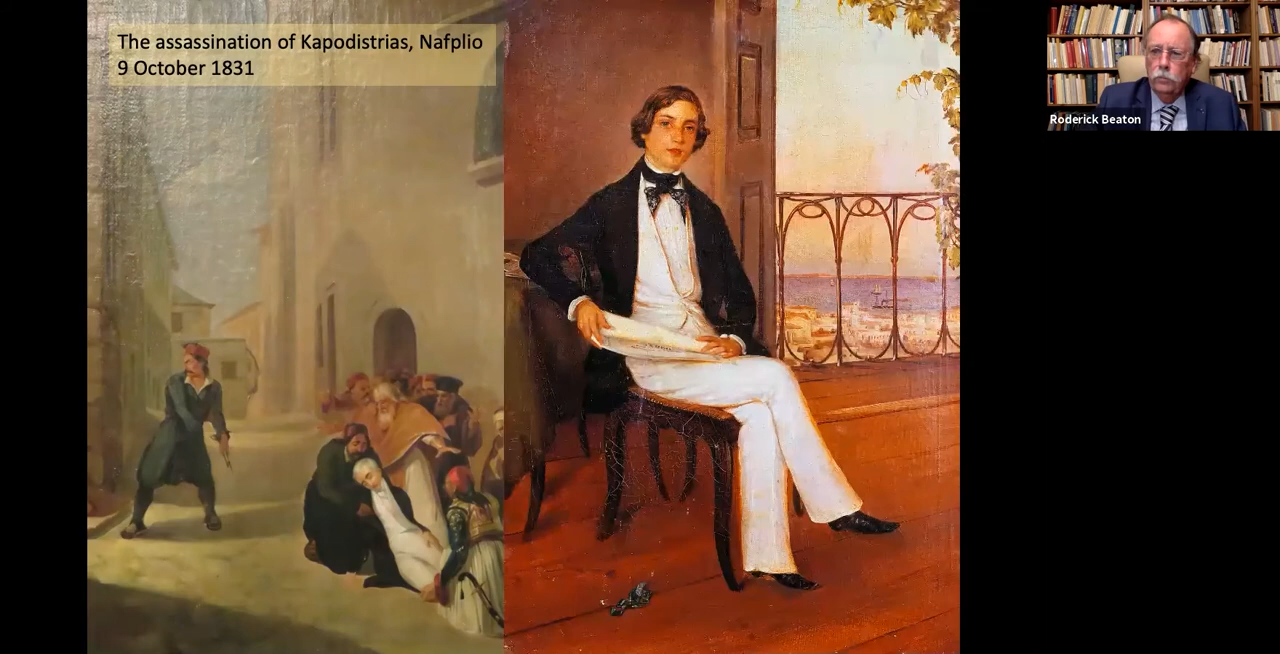 The assassination of Kapodistrias, Nafplio
9 October 1831
Roderick Beaton